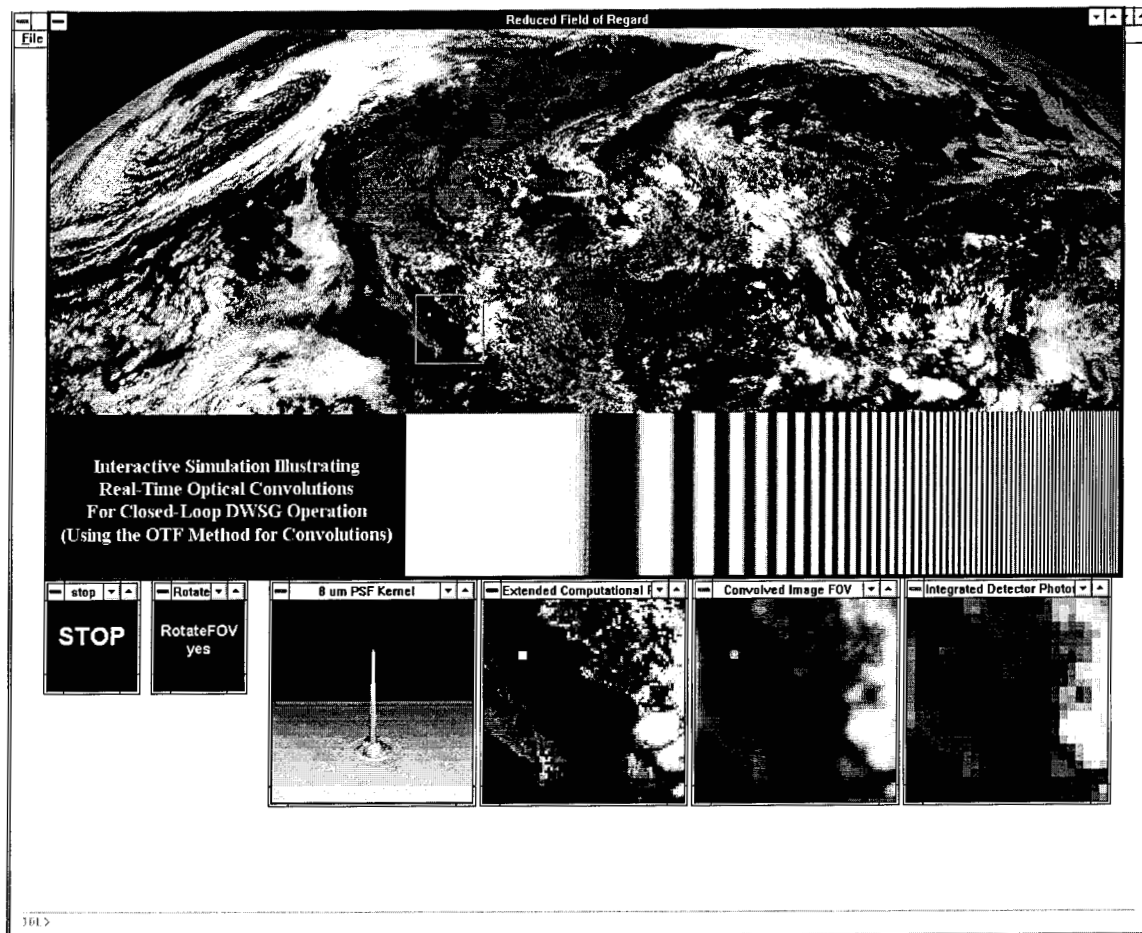 Reduced Field of Regard
File
Interactive Simulation Illustrating
Real-Time Optical Convolutions
For Closed-Loop DWSG Operation
(Using the OTF Method for Convolutions)
stop
STOP
Rotate
RotateFOV
yes
8 um PSF Kernel
Extended Computational F
Convolved Image FOV
Integrated Detector Photon
IDL>